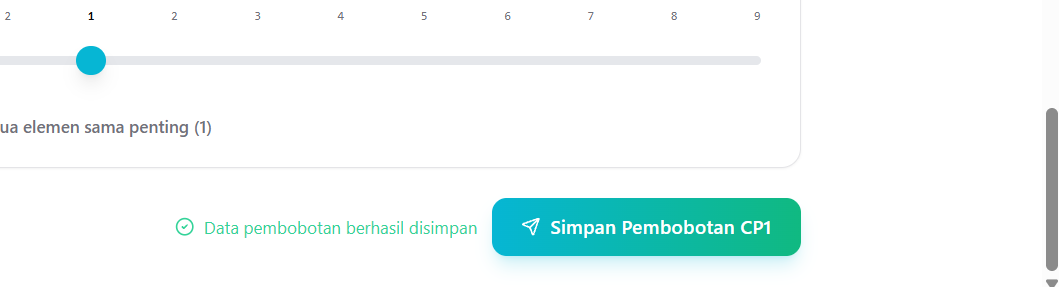 2 1 2 3 4 5 6 7 8 9
ua elemen sama penting (1)
Data pembobotan berhasil disimpan
Simpan Pembobotan CP1